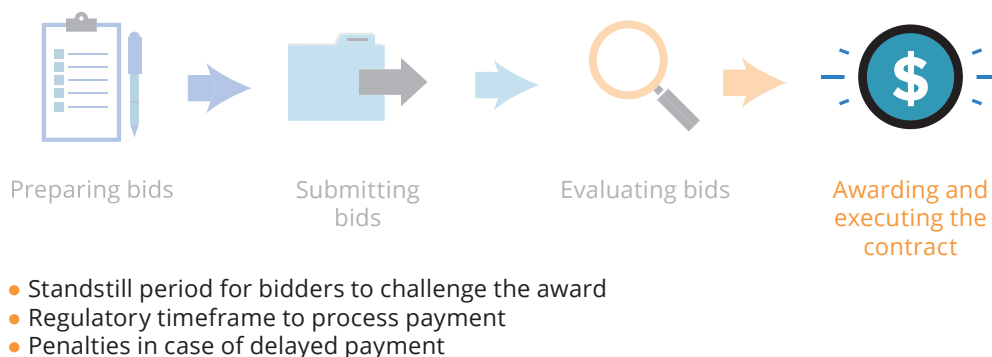 $
Preparing bids
Submitting
bids
Evaluating bids
Awarding and
executing the
contract
• Standstill period for bidders to challenge the award
• Regulatory timeframe to process payment
• Penalties in case of delayed payment